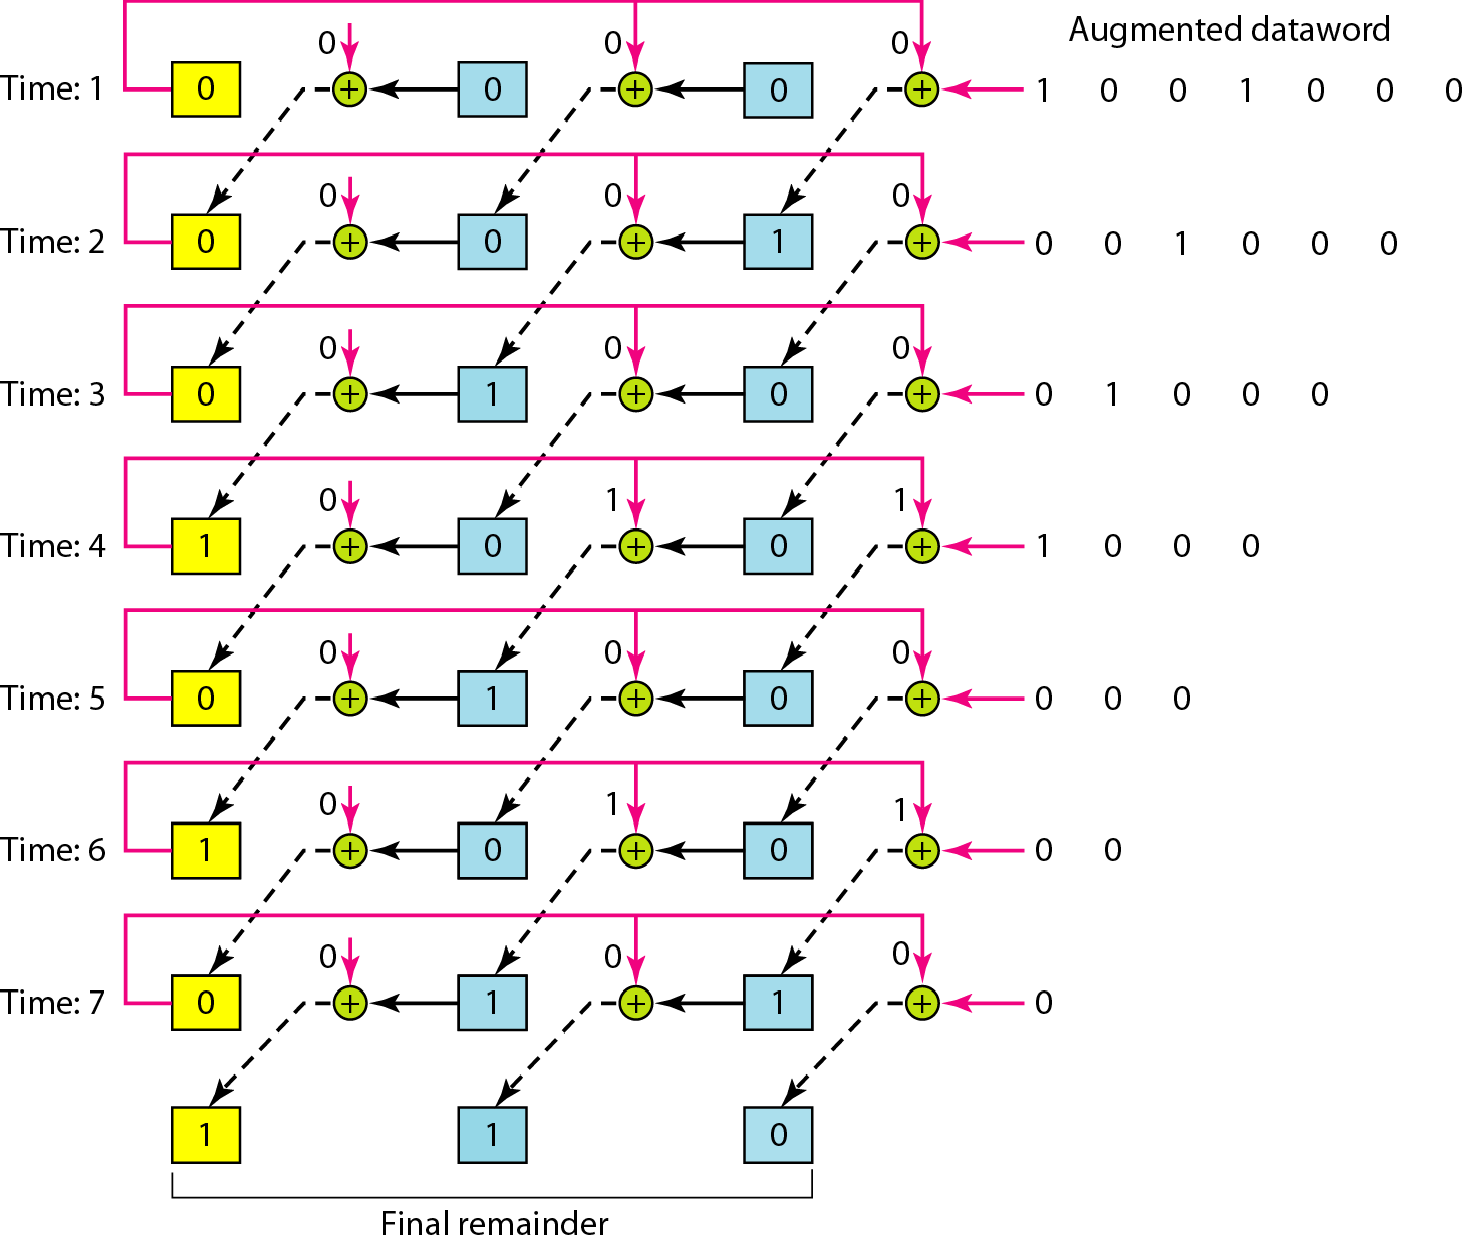 Augmented dataword
0 0 0
Time: 1 0 + 0 + 0 + 1 0 0 1 0 0 0
0 0 0
Time: 2 0 + 0 + 1 + 0 0 1 0 0 0
0 0 0
Time: 3 0 + 1 + 0 + 0 1 0 0 0
0 1 1
Time: 4 1 + 0 + 0 + 1 0 0 0
0 0 0
Time: 5 0 + 1 + 0 + 0 0 0
0 1 1
Time: 6 1 + 0 + 0 + 0 0
0 0 0
Time: 7 0 + 1 + 1 + 0
1 1 0
Final remainder